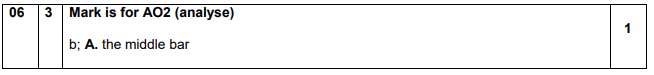 06 3 Mark is for AO2 (analyse)
1
b; A. the middle bar